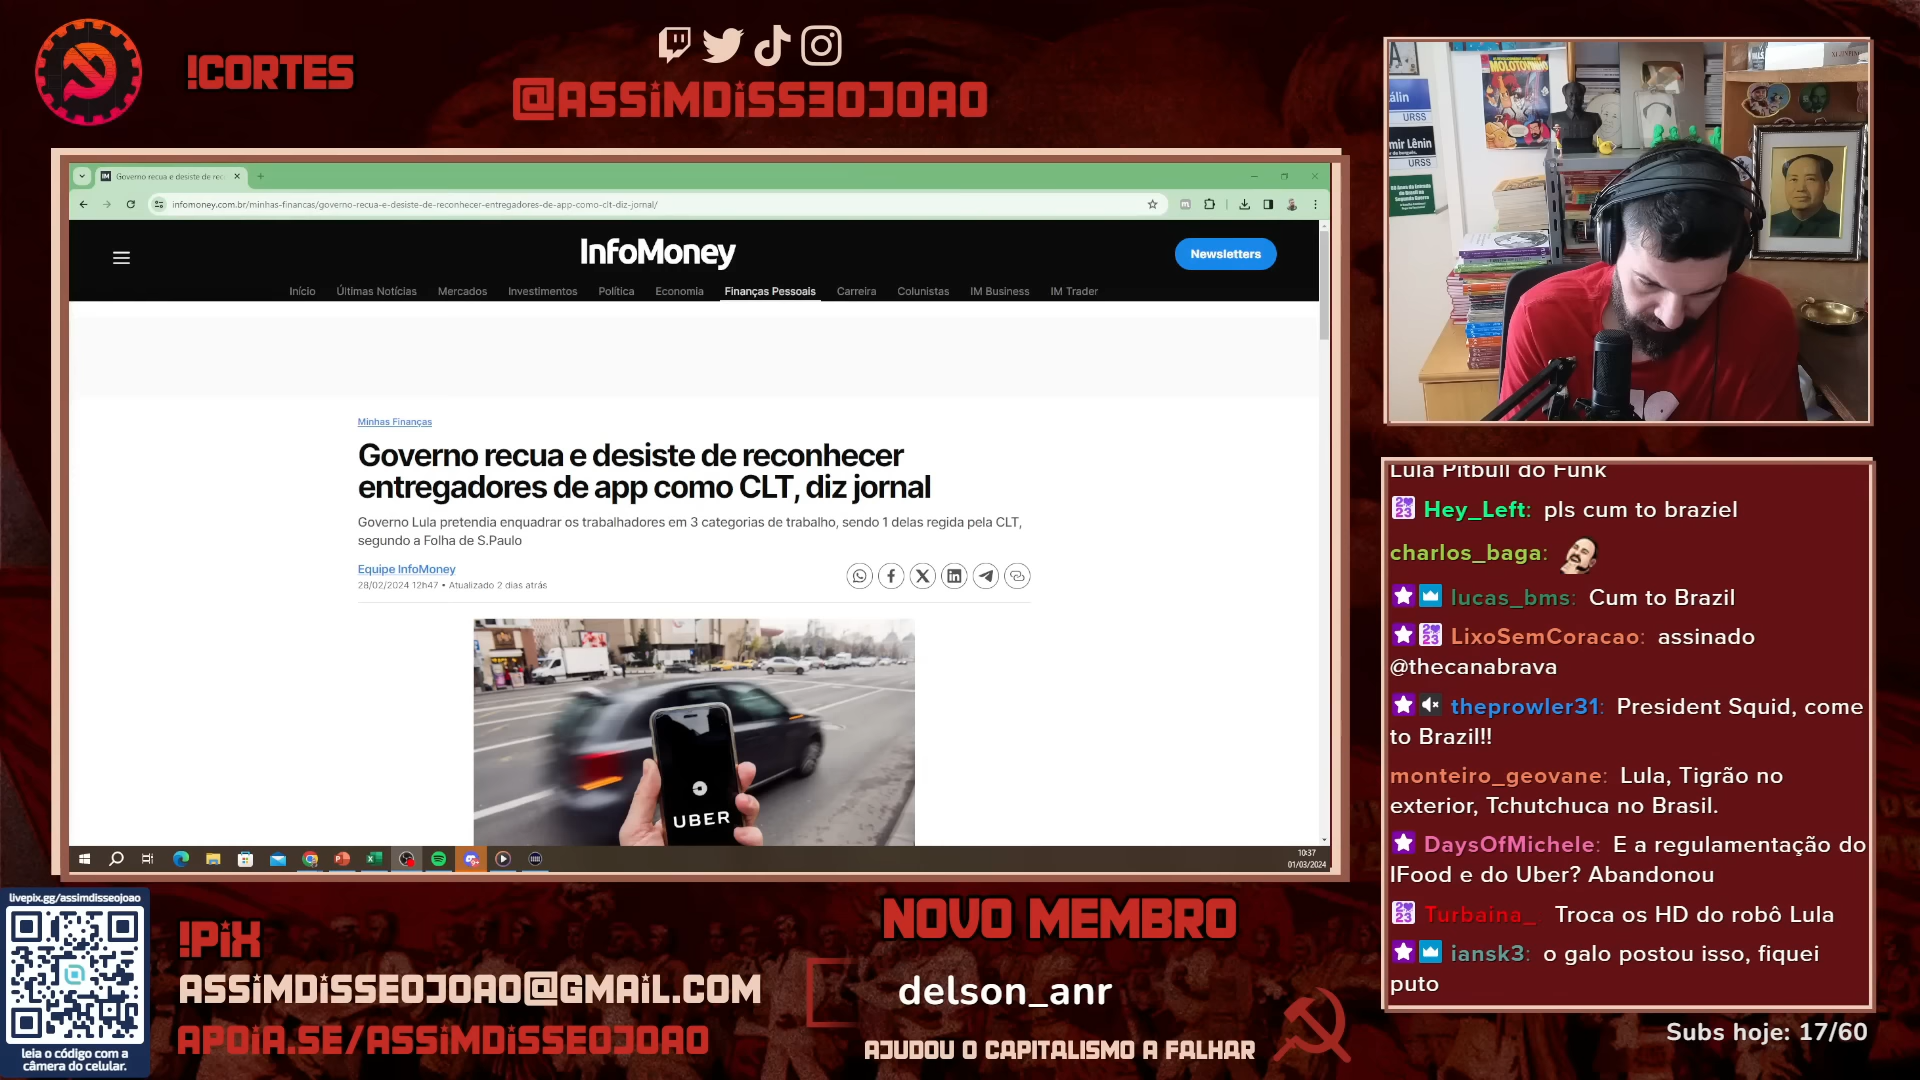 !CORTES
@ASSIMDISSEOJOAO
Governo recua e desiste de rec
infomoney.com.br/minhas-financas/governo-recua-e-desiste-de-reconhecer-entregadores-de-app-como-clt-diz-jornal/
InfoMoney
Newsletters
Início Últimas Notícias Mercados Investimentos Política Economia Finanças Pessoais Carreira Colunistas IM Business IM Trader
Minhas Finanças
Governo recua e desiste de reconhecer
entregadores de app como CLT, diz jornal
Governo Lula pretendia enquadrar os trabalhadores em 3 categorias de trabalho, sendo 1 delas regida pela CLT,
segundo a Folha de S.Paulo
Equipe InfoMoney
28/02/2024 12h47 • Atualizado 2 dias atrás
UBER
10:37
01/03/2024
MOLOTOV
álin
URSS
mir Lênin
URSS
Lula Pitbull do Funk
Hey_Left: pls cum to braziel
charlos_baga:
lucas_bms: Cum to Brazil
LixoSemCoracao: assinado
@thecanabrava
theprowler31: President Squid, come
to Brazil!!
monteiro_geovane: Lula, Tigrão no
exterior, Tchutchuca no Brasil.
DaysOfMichele: E a regulamentação do
IFood e do Uber? Abandonou
Turbaina_ Troca os HD do robô Lula
iansk3: o galo postou isso, fiquei
puto
Subs hoje: 17/60
livepix.gg/assimdisseojoao
leia o código com a
câmera do celular.
!PIX
ASSIMDISSEOJOAO@GMAIL.COM
APOIA.SE/ASSIMDISSEOJOAO
NOVO MEMBRO
delson_anr
AJUDOU O CAPITALISMO A FALHAR